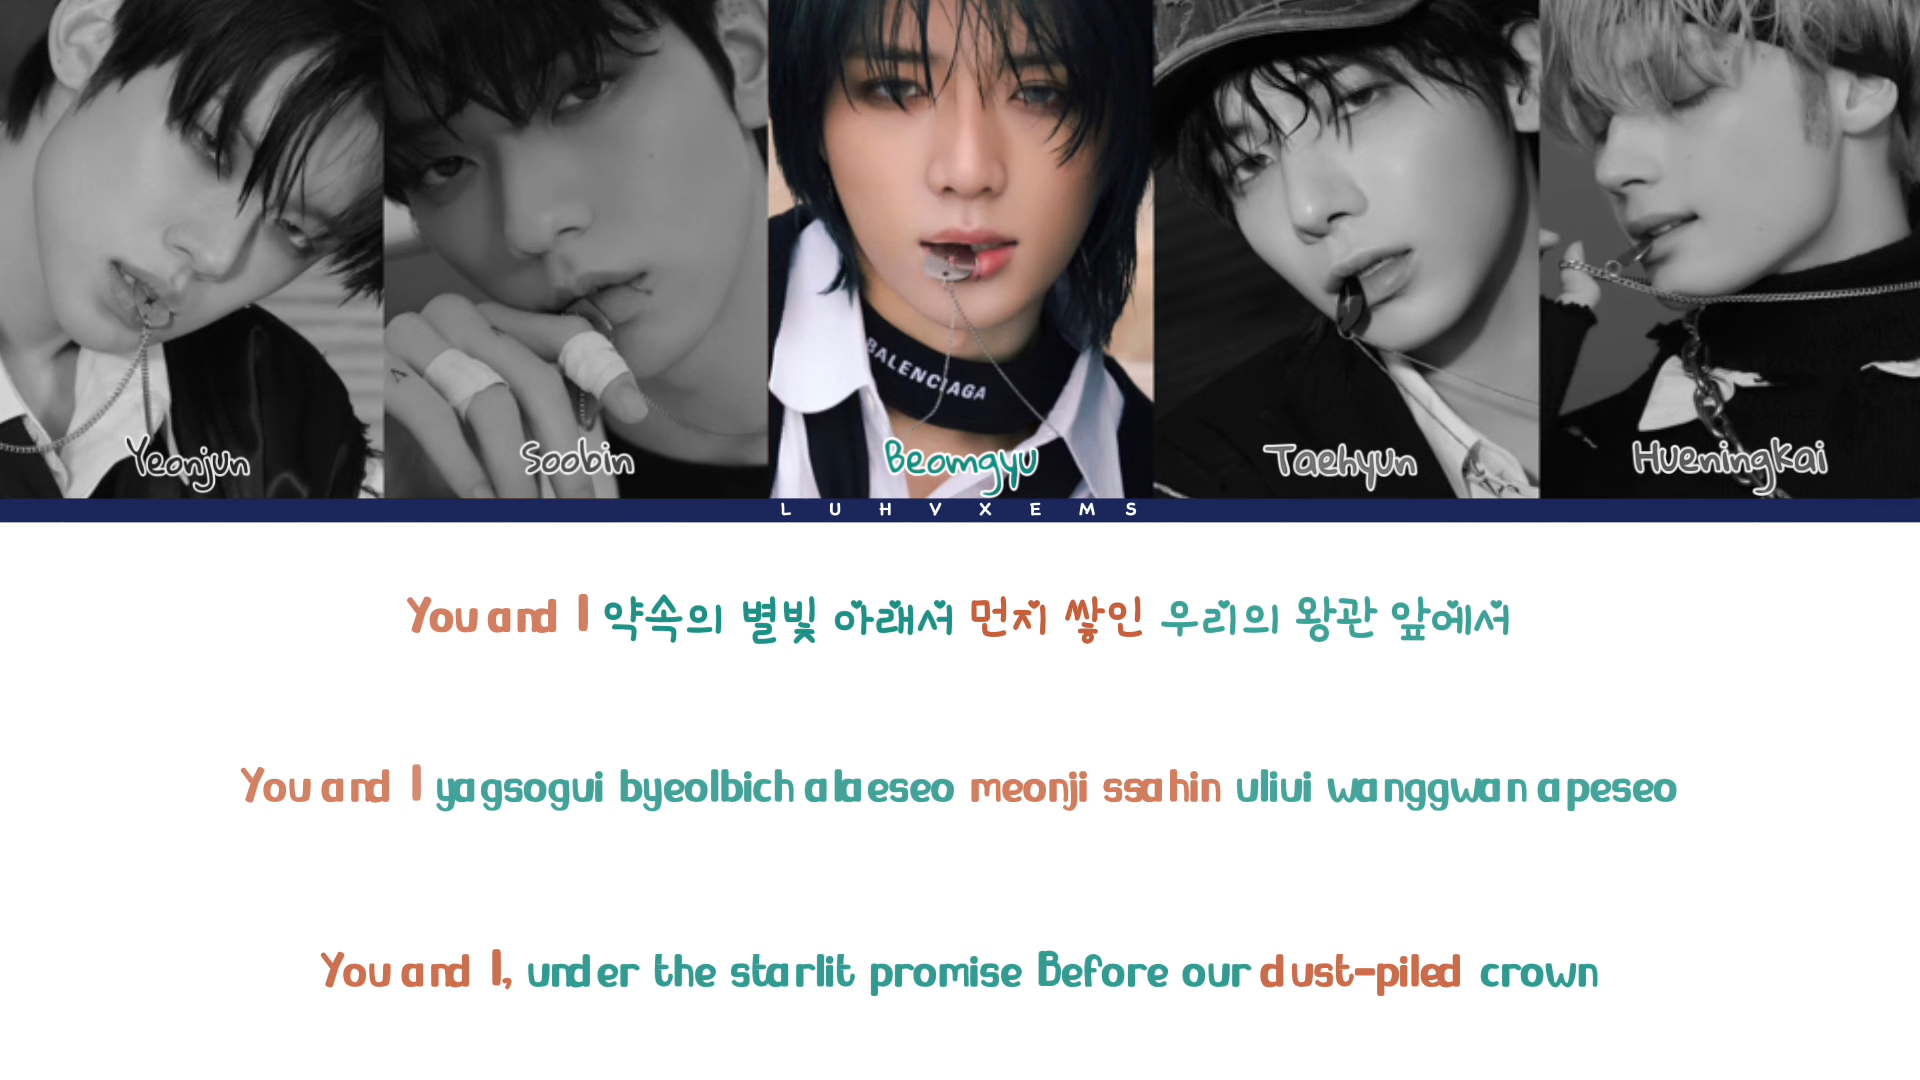 BALENCIAGA
Yeonjun Soobin Beomgyu Taehyun Hueningkai
LUHVXEMS
You and I 약속의 별빛 아래서 먼지 쌓인 우리의 왕관 앞에서
You and I yagsogui byeolbich alaeseo meonji ssahin uliui wanggwan apeseo
You and I, under the starlit promise Before our dust-piled crown